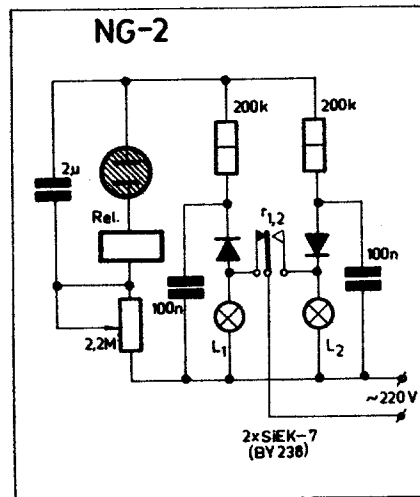 NG-2
200k
200k
2µ
Rel.
r1,2
100n
100n
2,2M
L1
L2
~220 V
2xSiEK-7
(BY 238)